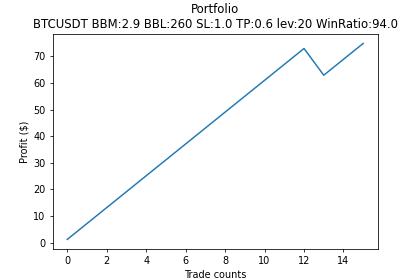 Portfolio
BTCUSDT BBM:2.9 BBL:260 SL:1.0 TP:0.6 lev:20 WinRatio:94.0
Profit ($)
70
60
50
40
30
20
10
0
0 2 4 6 8 10 12 14
Trade counts